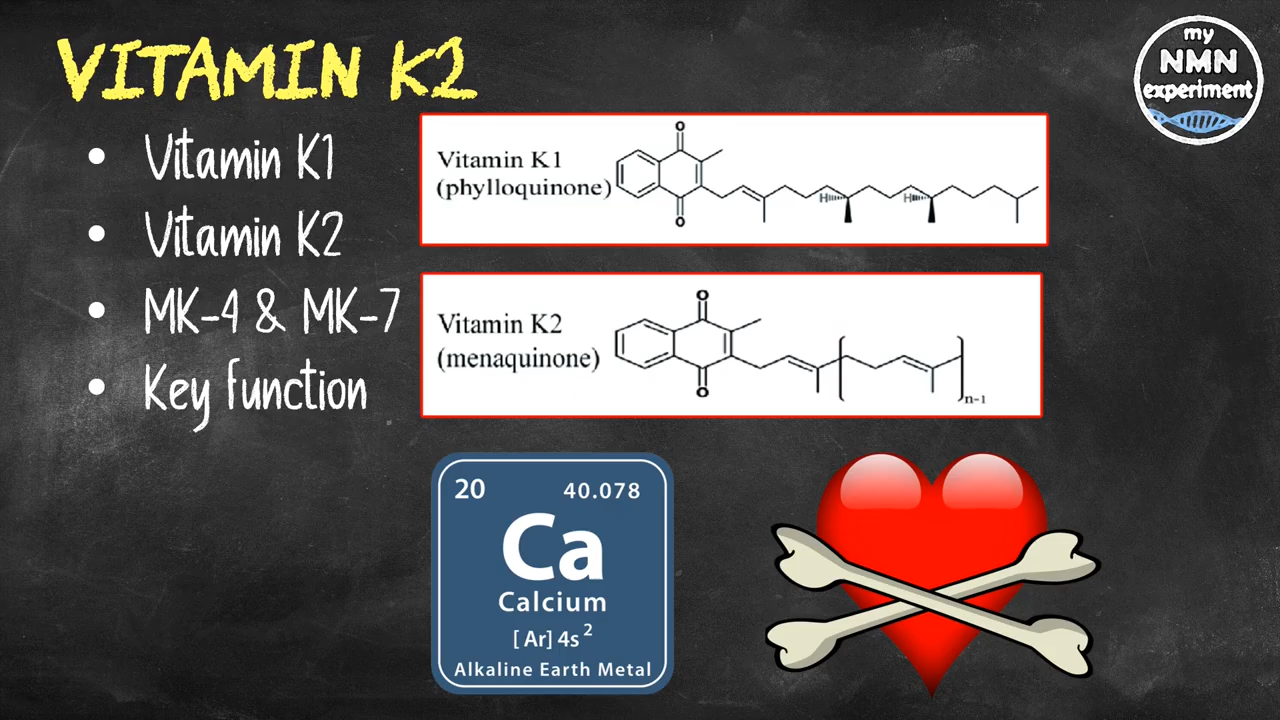 VITAMIN K2
my
NMN
experiment
• Vitamin K1
• Vitamin K2
• MK-4 & MK-7
• Key function
Vitamin K1
(phylloquinone)
O
O
H
H
Vitamin K2
(menaquinone)
O
O
n-1
20 40.078
Ca
Calcium
[Ar] 4s²
Alkaline Earth Metal